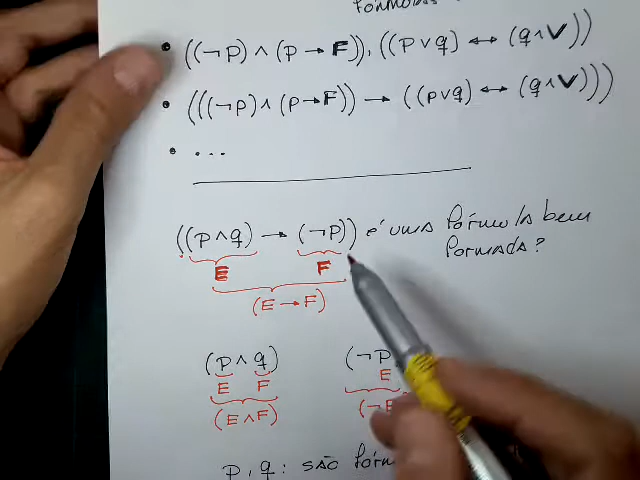 fórmulas
• ((¬p) ∧ (p → F)), ((p ∨ q) ↔ (q ∧ V))
• (((¬p) ∧ (p → F)) → ((p ∨ q) ↔ (q ∧ V)))
• ...
((p ∧ q) → (¬p)) é uma fórmula bem
formada?
E F
(E → F)
(p ∧ q) (¬p
E F E
(E ∧ F) (¬E
p, q: são fórm